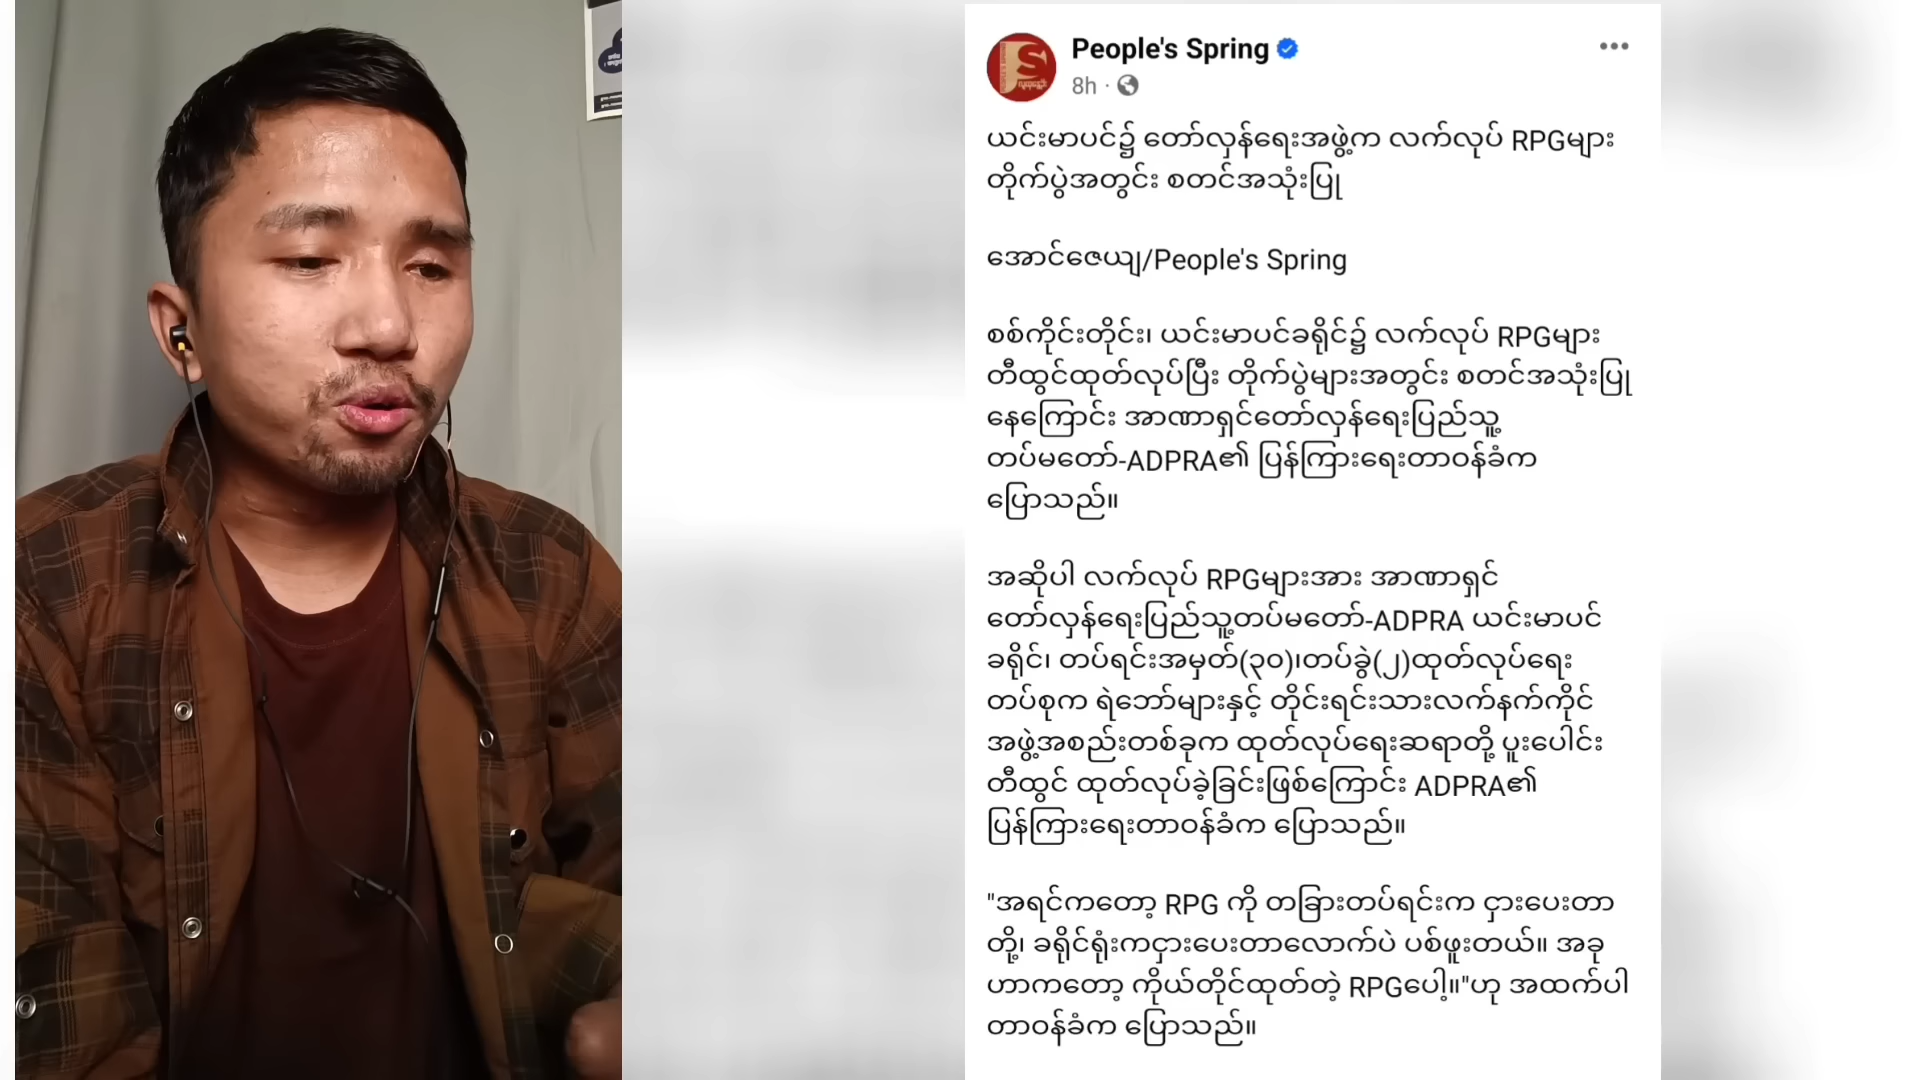 People's Spring
8h
ယင်းမာပင်၌ တော်လှန်ရေးအဖွဲ့က လက်လုပ် RPGများ
တိုက်ပွဲအတွင်း စတင်အသုံးပြု
အောင်ဇေယျ/People's Spring
စစ်ကိုင်းတိုင်း၊ ယင်းမာပင်ခရိုင်၌ လက်လုပ် RPGများ
တီထွင်ထုတ်လုပ်ပြီး တိုက်ပွဲများအတွင်း စတင်အသုံးပြု
နေကြောင်း အာဏာရှင်တော်လှန်ရေးပြည်သူ့
တပ်မတော်-ADPRA၏ ပြန်ကြားရေးတာဝန်ခံက
ပြောသည်။
အဆိုပါ လက်လုပ် RPGများအား အာဏာရှင်
တော်လှန်ရေးပြည်သူ့တပ်မတော်-ADPRA ယင်းမာပင်
ခရိုင်၊ တပ်ရင်းအမှတ်(၃၀)၊တပ်ခွဲ(၂)ထုတ်လုပ်ရေး
တပ်စုက ရဲဘော်များနှင့် တိုင်းရင်းသားလက်နက်ကိုင်
အဖွဲ့အစည်းတစ်ခုက ထုတ်လုပ်ရေးဆရာတို့ ပူးပေါင်း
တီထွင် ထုတ်လုပ်ခဲ့ခြင်းဖြစ်ကြောင်း ADPRA၏
ပြန်ကြားရေးတာဝန်ခံက ပြောသည်။
"အရင်ကတော့ RPG ကို တခြားတပ်ရင်းက ငှားပေးတာ
တို့၊ ခရိုင်ရုံးကငှားပေးတာလောက်ပဲ ပစ်ဖူးတယ်။ အခု
ဟာကတော့ ကိုယ်တိုင်ထုတ်တဲ့ RPGပေါ့။"ဟု အထက်ပါ
တာဝန်ခံက ပြောသည်။